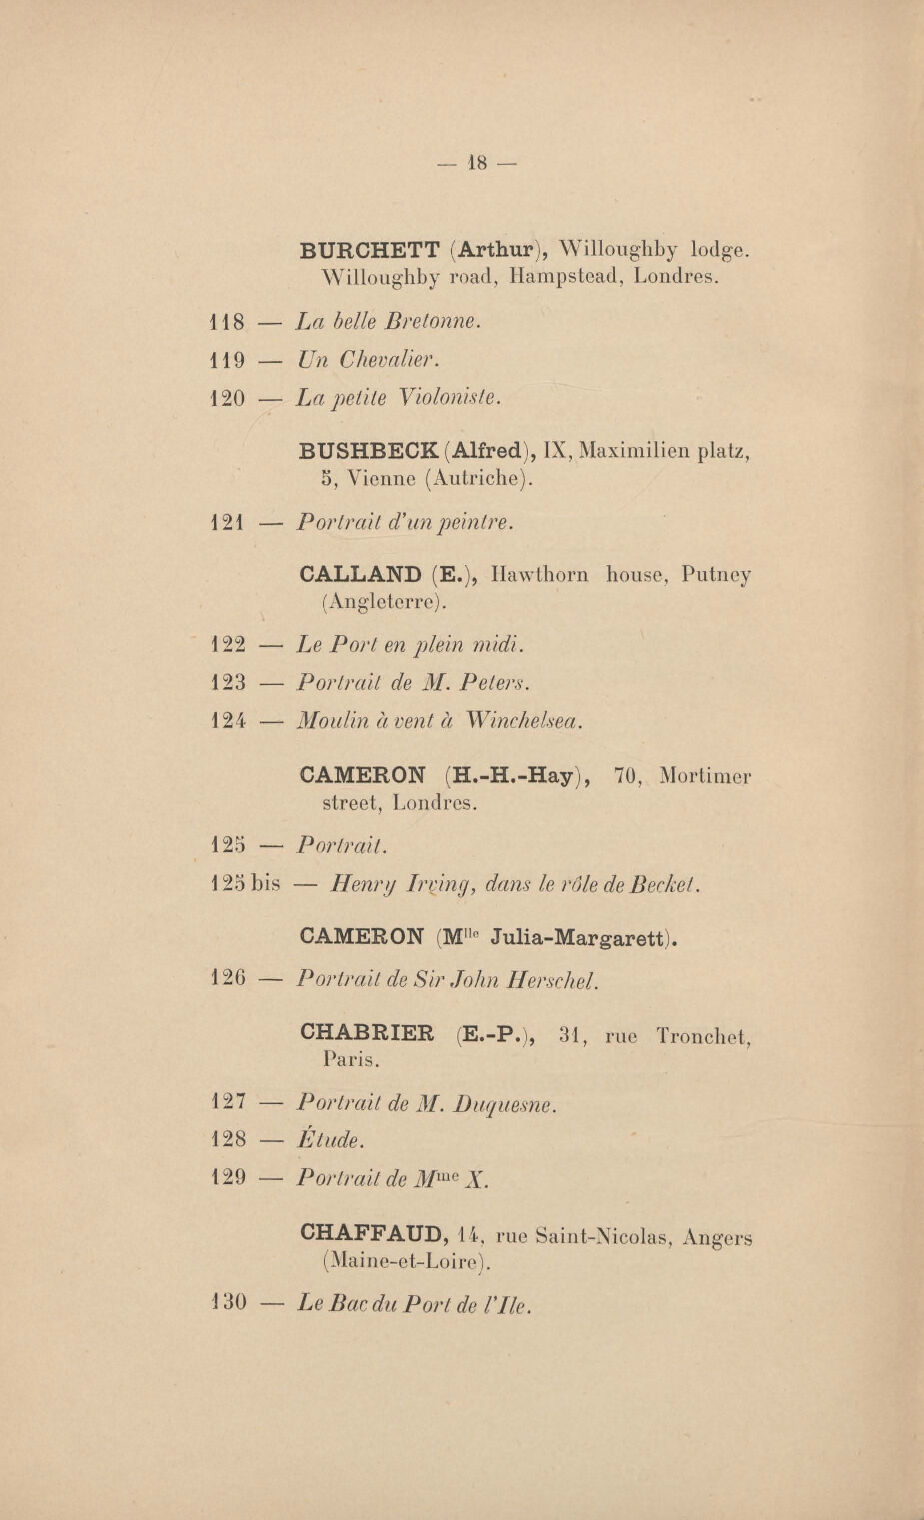 — 18 —
BURCHETT (Arthur), Willoughby lodge.
Willoughby road, Hampstead, Londres.
118 — La belle Bretonne.
119 — Un Chevalier.
120 — La petite Violoniste.
BUSHBECK (Alfred), IX, Maximilien platz,
5, Vienne (Autriche).
121 — Portrait d'un peintre.
CALLAND (E.), Hawthorn house, Putney
(Angleterre).
122 — Le Port en plein midi.
123 — Portrait de M. Peters.
124 — Moulin à vent à Winchelsea.
CAMERON (H.-H.-Hay), 70, Mortimer
street, Londres.
125 — Portrait.
125 bis — Henry Irving, dans le rôle de Becket.
CAMERON (Mlle Julia-Margarett).
126 — Portrait de Sir John Herschel.
CHABRIER (E.-P.), 31, rue Tronchet,
Paris.
127 — Portrait de M. Duquesne.
128 — Étude.
129 — Portrait de Mme X.
CHAFFAUD, 14, rue Saint-Nicolas, Angers
(Maine-et-Loire).
130 — Le Bac du Port de l'Ile.